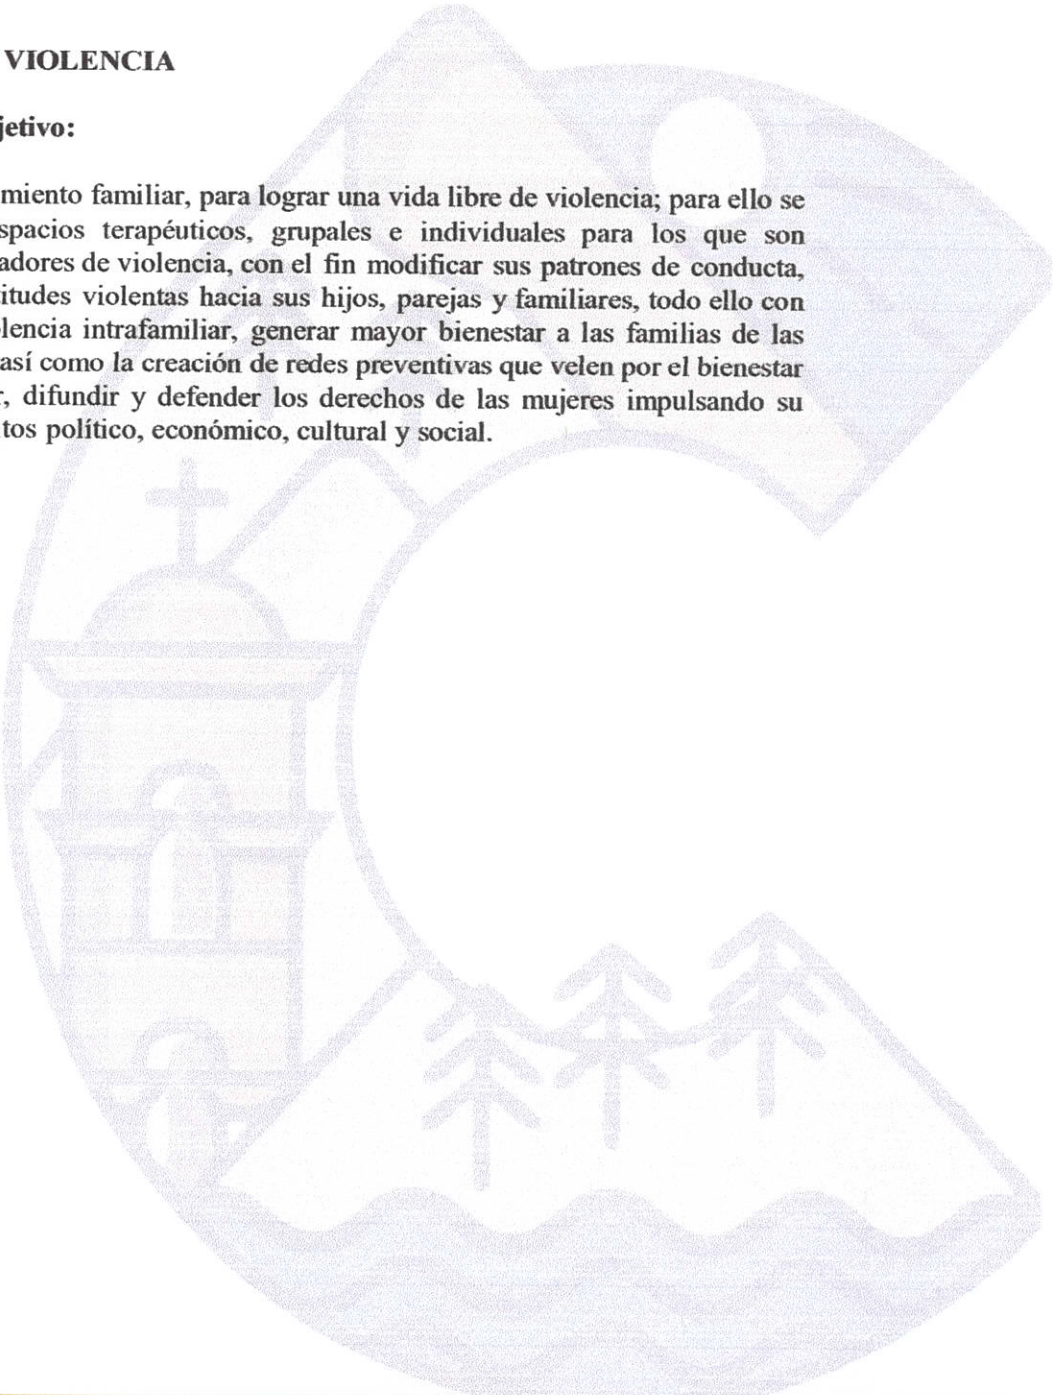 VIOLENCIA
jetivo:
miento familiar, para lograr una vida libre de violencia; para ello se
spacios terapéuticos, grupales e individuales para los que son
adores de violencia, con el fin modificar sus patrones de conducta,
itudes violentas hacia sus hijos, parejas y familiares, todo ello con
lencia intrafamiliar, generar mayor bienestar a las familias de las
así como la creación de redes preventivas que velen por el bienestar
r, difundir y defender los derechos de las mujeres impulsando su
tos político, económico, cultural y social.